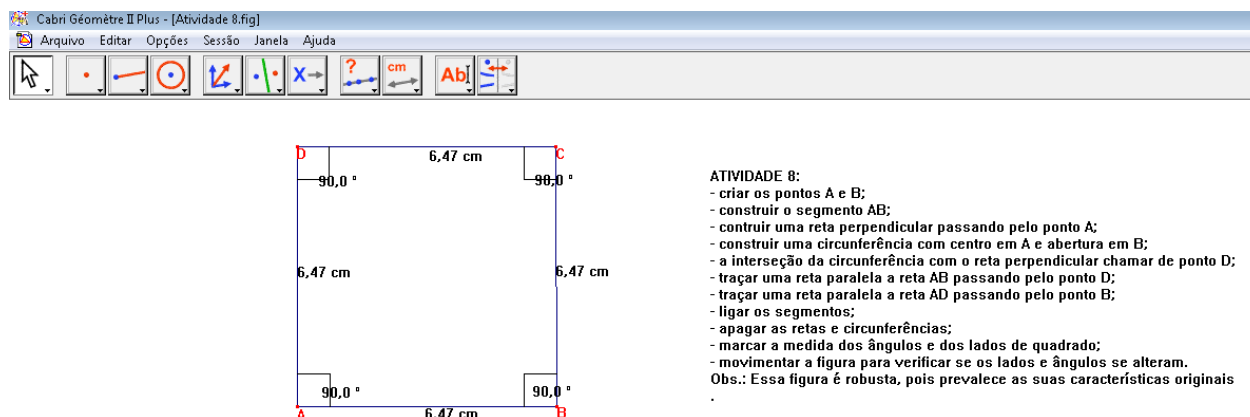 Cabri Géomètre II Plus - [Atividade 8.fig]
Arquivo Editar Opções Sessão Janela Ajuda
? cm Ab X
D 6,47 cm C
90,0 ° 90,0 °
6,47 cm 6,47 cm
90,0 ° 90,0 °
A 6,47 cm B
ATIVIDADE 8:
- criar os pontos A e B;
- construir o segmento AB;
- contruir uma reta perpendicular passando pelo ponto A;
- construir uma circunferência com centro em A e abertura em B;
- a interseção da circunferência com o reta perpendicular chamar de ponto D;
- traçar uma reta paralela a reta AB passando pelo ponto D;
- traçar uma reta paralela a reta AD passando pelo ponto B;
- ligar os segmentos;
- apagar as retas e circunferências;
- marcar a medida dos ângulos e dos lados de quadrado;
- movimentar a figura para verificar se os lados e ângulos se alteram.
Obs.: Essa figura é robusta, pois prevalece as suas características originais
.